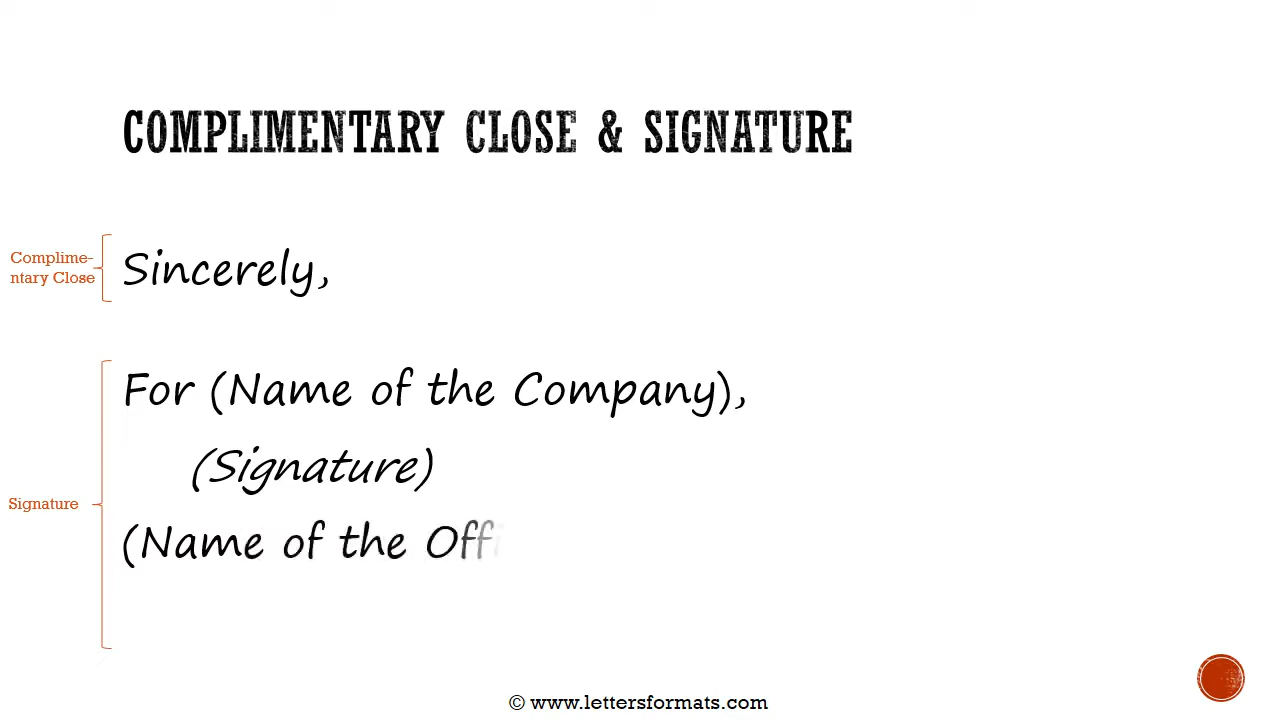 COMPLIMENTARY CLOSE & SIGNATURE
Complime-
ntary Close
Sincerely,
For (Name of the Company),
(Signature)
Signature
(Name of the
© www.lettersformats.com